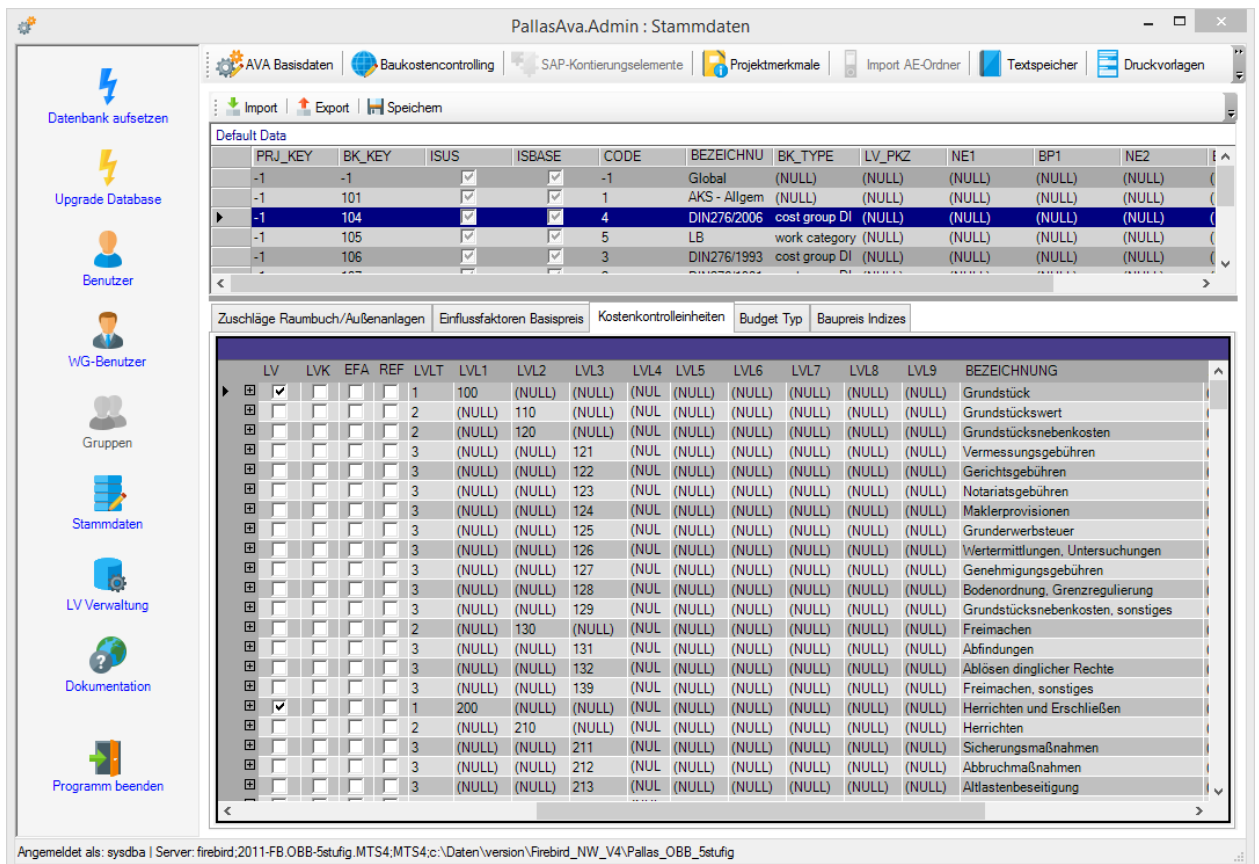 PallasAva.Admin : Stammdaten
Datenbank aufsetzen
Upgrade Database
Benutzer
WG-Benutzer
Gruppen
Stammdaten
LV Verwaltung
Dokumentation
Programm beenden
AVA Basisdaten Baukostencontrolling SAP-Kontierungselemente Projektmerkmale Import AE-Ordner Textspeicher Druckvorlagen
Import Export Speichern
Default Data
PRJ_KEY BK_KEY ISUS ISBASE CODE BEZEICHNU BK_TYPE LV_PKZ NE1 BP1 NE2
-1 -1 -1 Global (NULL) (NULL) (NULL) (NULL) (NULL) (
-1 101 1 AKS - Allgem (NULL) (NULL) (NULL) (NULL) (NULL) (
-1 104 4 DIN276/2006 cost group DI (NULL) (NULL) (NULL) (NULL) (
-1 105 5 LB work category (NULL) (NULL) (NULL) (NULL) (
-1 106 3 DIN276/1993 cost group DI (NULL) (NULL) (NULL) (NULL) (
Zuschläge Raumbuch/Außenanlagen Einflussfaktoren Basispreis Kostenkontrolleinheiten Budget Typ Baupreis Indizes
LV LVK EFA REF LVLT LVL1 LVL2 LVL3 LVL4 LVL5 LVL6 LVL7 LVL8 LVL9 BEZEICHNUNG
1 100 (NULL) (NULL) (NUL (NULL) (NULL) (NULL) (NULL) (NULL) Grundstück
2 (NULL) 110 (NULL) (NUL (NULL) (NULL) (NULL) (NULL) (NULL) Grundstückswert
2 (NULL) 120 (NULL) (NUL (NULL) (NULL) (NULL) (NULL) (NULL) Grundstücksnebenkosten
3 (NULL) (NULL) 121 (NUL (NULL) (NULL) (NULL) (NULL) (NULL) Vermessungsgebühren
3 (NULL) (NULL) 122 (NUL (NULL) (NULL) (NULL) (NULL) (NULL) Gerichtsgebühren
3 (NULL) (NULL) 123 (NUL (NULL) (NULL) (NULL) (NULL) (NULL) Notariatsgebühren
3 (NULL) (NULL) 124 (NUL (NULL) (NULL) (NULL) (NULL) (NULL) Maklerprovisionen
3 (NULL) (NULL) 125 (NUL (NULL) (NULL) (NULL) (NULL) (NULL) Grunderwerbsteuer
3 (NULL) (NULL) 126 (NUL (NULL) (NULL) (NULL) (NULL) (NULL) Wertermittlungen, Untersuchungen
3 (NULL) (NULL) 127 (NUL (NULL) (NULL) (NULL) (NULL) (NULL) Genehmigungsgebühren
3 (NULL) (NULL) 128 (NUL (NULL) (NULL) (NULL) (NULL) (NULL) Bodenordnung, Grenzregulierung
3 (NULL) (NULL) 129 (NUL (NULL) (NULL) (NULL) (NULL) (NULL) Grundstücksnebenkosten, sonstiges
2 (NULL) 130 (NULL) (NUL (NULL) (NULL) (NULL) (NULL) (NULL) Freimachen
3 (NULL) (NULL) 131 (NUL (NULL) (NULL) (NULL) (NULL) (NULL) Abfindungen
3 (NULL) (NULL) 132 (NUL (NULL) (NULL) (NULL) (NULL) (NULL) Ablösen dinglicher Rechte
3 (NULL) (NULL) 139 (NUL (NULL) (NULL) (NULL) (NULL) (NULL) Freimachen, sonstiges
1 200 (NULL) (NULL) (NUL (NULL) (NULL) (NULL) (NULL) (NULL) Herrichten und Erschließen
2 (NULL) 210 (NULL) (NUL (NULL) (NULL) (NULL) (NULL) (NULL) Herrichten
3 (NULL) (NULL) 211 (NUL (NULL) (NULL) (NULL) (NULL) (NULL) Sicherungsmaßnahmen
3 (NULL) (NULL) 212 (NUL (NULL) (NULL) (NULL) (NULL) (NULL) Abbruchmaßnahmen
3 (NULL) (NULL) 213 (NUL (NULL) (NULL) (NULL) (NULL) (NULL) Altlastenbeseitigung
Angemeldet als: sysdba | Server: firebird;2011-FB.OBB-5stufig.MTS4;MTS4;c:\Daten\version\Firebird_NW_V4\Pallas_OBB_5stufig